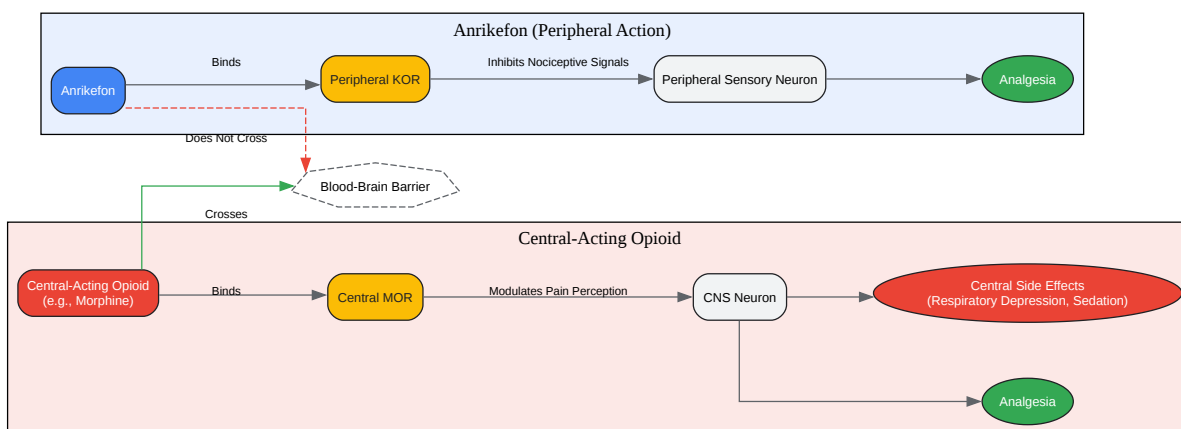 Anrikefon (Peripheral Action)
Anrikefon
Binds
Peripheral KOR
Inhibits Nociceptive Signals
Peripheral Sensory Neuron
Analgesia
Does Not Cross
Blood-Brain Barrier
Crosses
Central-Acting Opioid
Central-Acting Opioid
(e.g., Morphine)
Binds
Central MOR
Modulates Pain Perception
CNS Neuron
Central Side Effects
(Respiratory Depression, Sedation)
Analgesia